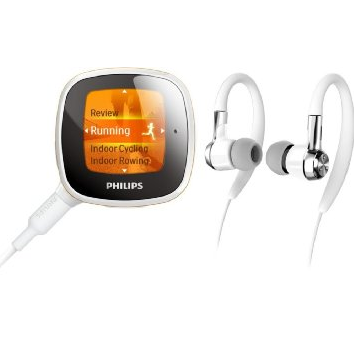 Review
Running
Indoor Cycling
Indoor Rowing
PHILIPS